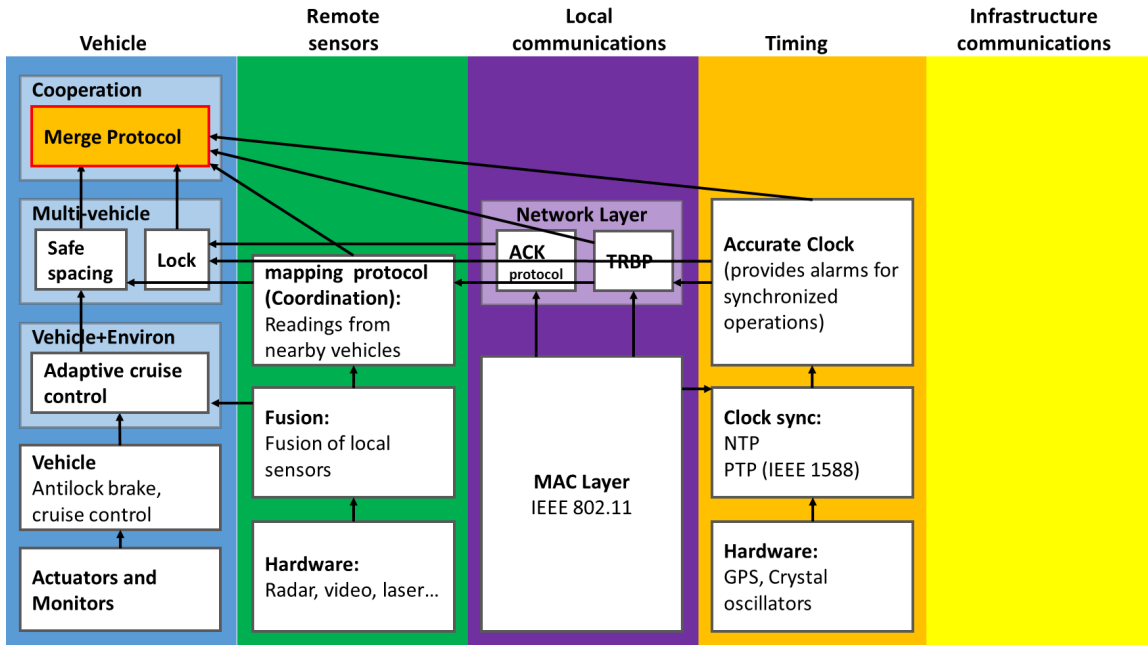 Vehicle
Remote
sensors
Local
communications
Timing
Infrastructure
communications
Cooperation
Merge Protocol
Multi-vehicle
Safe
spacing
Lock
Vehicle+Environ
Adaptive cruise
control
Vehicle
Antilock brake,
cruise control
Actuators and
Monitors
mapping protocol
(Coordination):
Readings from
nearby vehicles
Fusion:
Fusion of local
sensors
Hardware:
Radar, video, laser…
Network Layer
ACK
protocol
TRBP
MAC Layer
IEEE 802.11
Accurate Clock
(provides alarms for
synchronized
operations)
Clock sync:
NTP
PTP (IEEE 1588)
Hardware:
GPS, Crystal
oscillators